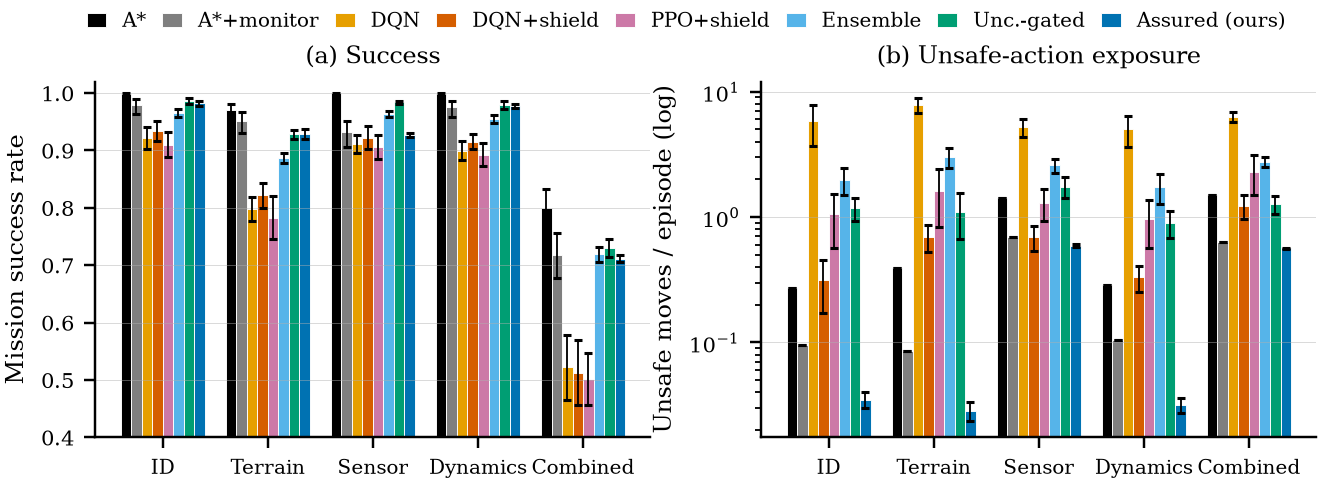 A* A*+monitor DQN DQN+shield PPO+shield Ensemble Unc.-gated Assured (ours)
(a) Success
Mission success rate
1.0
0.9
0.8
0.7
0.6
0.5
0.4
ID Terrain Sensor Dynamics Combined
(b) Unsafe-action exposure
Unsafe moves / episode (log)
10¹
10⁰
10⁻¹
ID Terrain Sensor Dynamics Combined